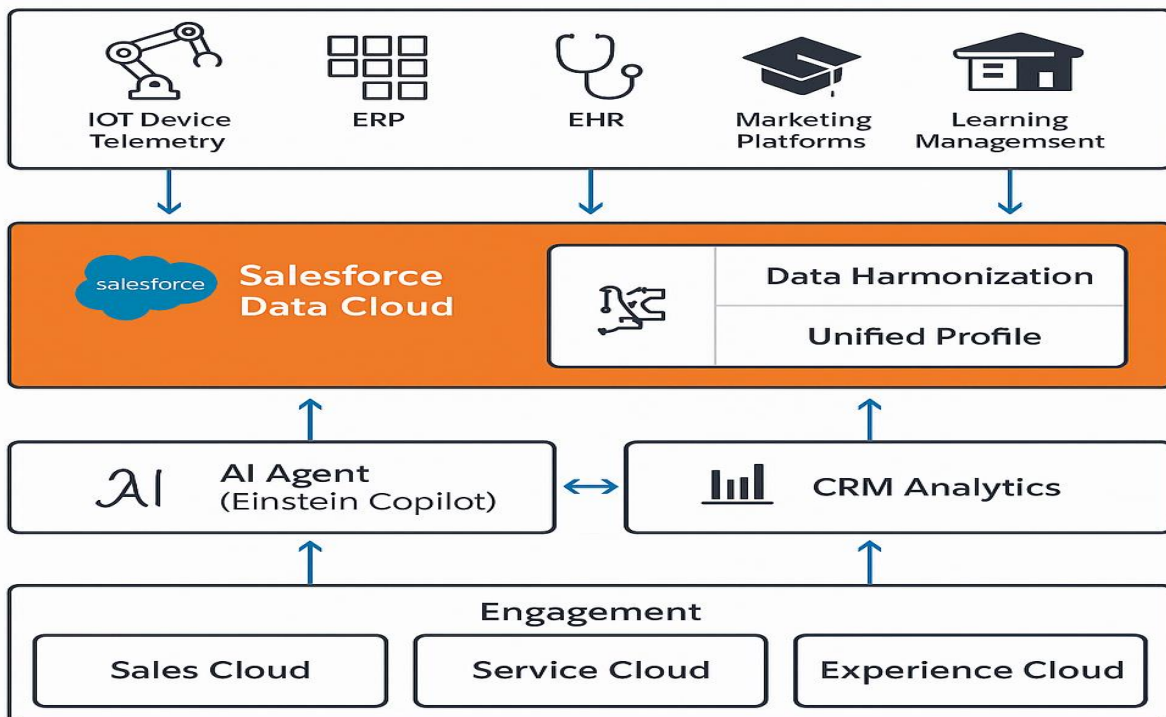 IOT Device
Telemetry
ERP
EHR
Marketing
Platforms
Learning
Managemsent
salesforce
Salesforce
Data Cloud
Data Harmonization
Unified Profile
AI
AI Agent
(Einstein Copilot)
CRM Analytics
Engagement
Sales Cloud
Service Cloud
Experience Cloud